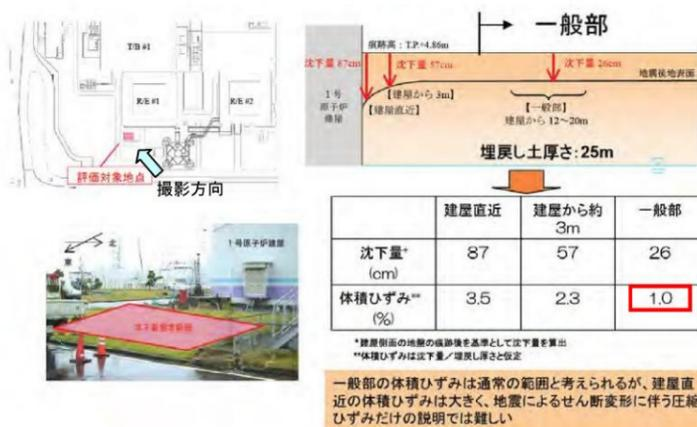 T/B #1
R/B #1
R/B #2
評価対象地点
撮影方向
北
東
1号原子炉建屋
一般部
痕跡高：T.P.+4.86m
沈下量 87cm
沈下量 57cm
沈下量 26cm
地震後地表面
1号
原子炉
建屋
【建屋から 3m】
【建屋直近】
【一般部】
建屋から 12～20m
埋戻し土厚さ：25m
建屋直近
建屋から約
3m
一般部
沈下量*
(cm)
87
57
26
体積ひずみ**
(%)
3.5
2.3
1.0
*建屋側面の地盤の痕跡後を基準として沈下量を算出
**体積ひずみは沈下量／埋戻し厚さと仮定
一般部の体積ひずみは通常の範囲と考えられるが、建屋直
近の体積ひずみは大きく、地震によるせん断変形に伴う圧縮
ひずみだけの説明では難しい